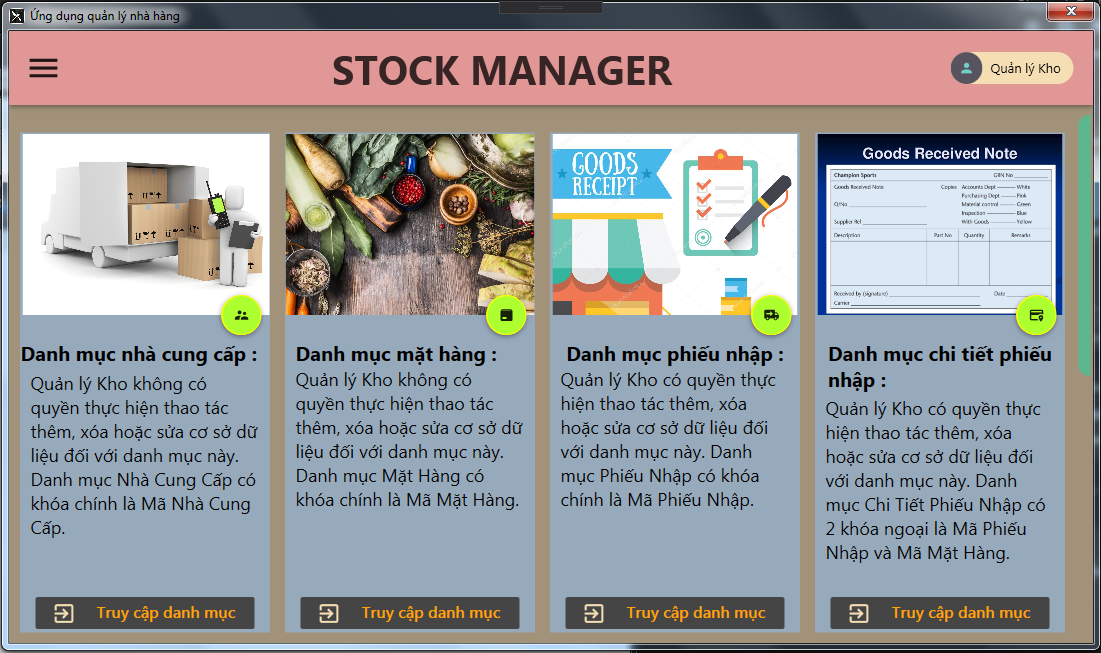 Ứng dụng quản lý nhà hàng
STOCK MANAGER
Quản lý Kho
GOODS
RECEIPT
Goods Received Note
Champion Sports
GRN No
Goods Received Note
Copies
Accounts Dept
White
Purchasing Dept
Pink
Material control
Green
O/No
Inspection
Blue
Supplier Ref
With Goods
Yellow
Description
Part No
Quantity
Remarks
Received by (signature)
Date
Carrier
Danh mục nhà cung cấp :
Quản lý Kho không có
quyền thực hiện thao tác
thêm, xóa hoặc sửa cơ sở dữ
liệu đối với danh mục này.
Danh mục Nhà Cung Cấp có
khóa chính là Mã Nhà Cung
Cấp.
Truy cập danh mục
Danh mục mặt hàng :
Quản lý Kho không có
quyền thực hiện thao tác
thêm, xóa hoặc sửa cơ sở dữ
liệu đối với danh mục này.
Danh mục Mặt Hàng có
khóa chính là Mã Mặt Hàng.
Truy cập danh mục
Danh mục phiếu nhập :
Quản lý Kho có quyền thực
hiện thao tác thêm, xóa
hoặc sửa cơ sở dữ liệu đối
với danh mục này. Danh
mục Phiếu Nhập có khóa
chính là Mã Phiếu Nhập.
Truy cập danh mục
Danh mục chi tiết phiếu
nhập :
Quản lý Kho có quyền thực
hiện thao tác thêm, xóa
hoặc sửa cơ sở dữ liệu đối
với danh mục này. Danh
mục Chi Tiết Phiếu Nhập có
2 khóa ngoại là Mã Phiếu
Nhập và Mã Mặt Hàng.
Truy cập danh mục